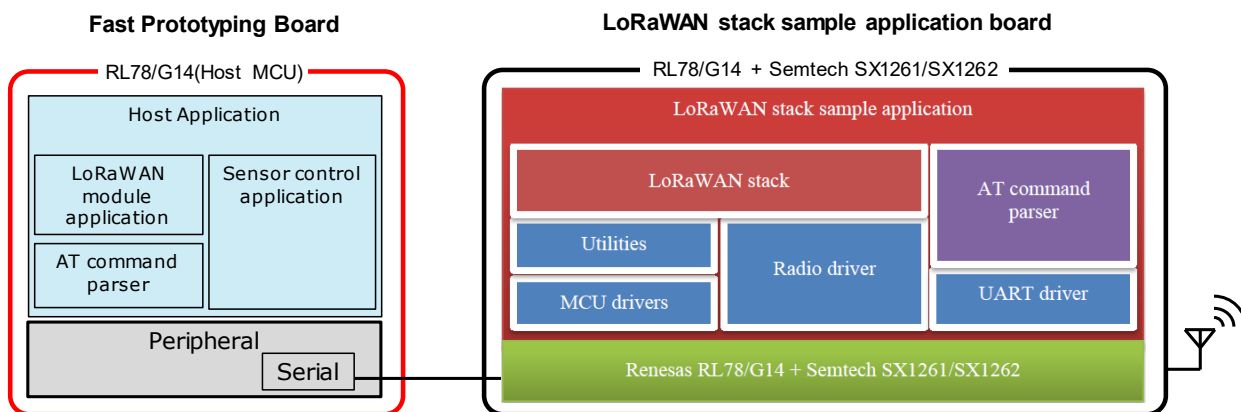 Fast Prototyping Board
RL78/G14(Host MCU)
Host Application
LoRaWAN
module
application
Sensor control
application
AT command
parser
Peripheral
Serial
LoRaWAN stack sample application board
RL78/G14 + Semtech SX1261/SX1262
LoRaWAN stack sample application
LoRaWAN stack
AT command
parser
Utilities
Radio driver
MCU drivers
UART driver
Renesas RL78/G14 + Semtech SX1261/SX1262